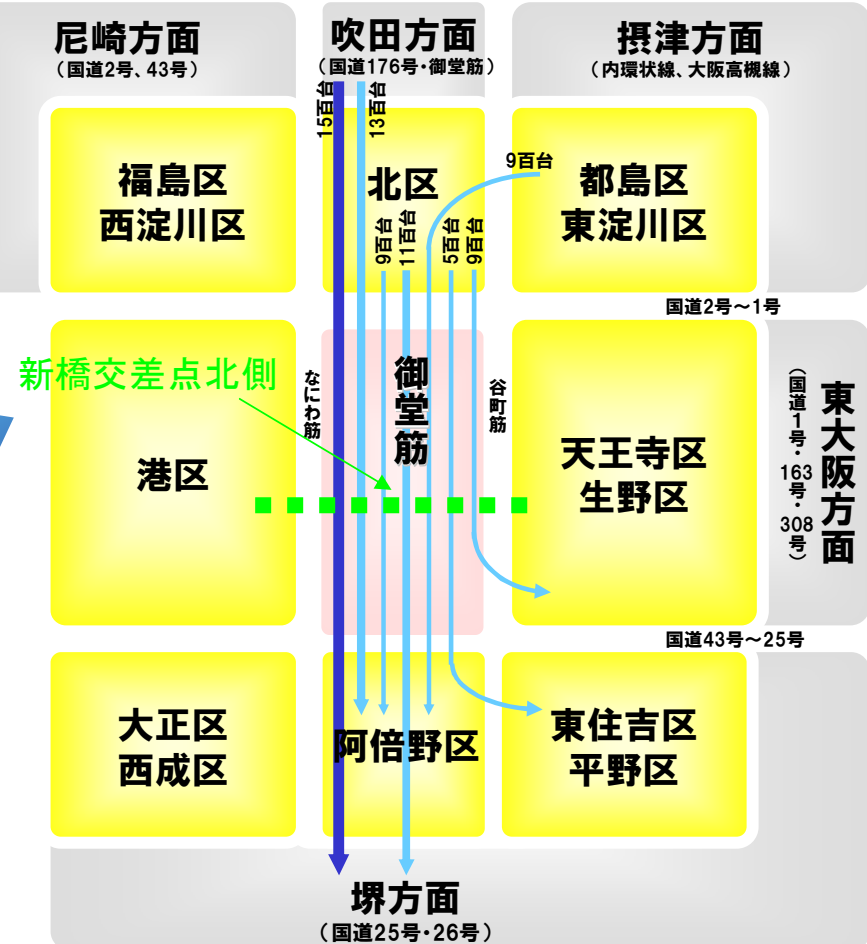 尼崎方面
（国道2号、43号）
吹田方面
（国道176号・御堂筋）
摂津方面
（内環状線、大阪高槻線）
15百台
13百台
福島区
西淀川区
北区
9百台
都島区
東淀川区
9百台
11百台
5百台
9百台
国道2号～1号
新橋交差点北側
なにわ筋
御堂筋
谷町筋
港区
天王寺区
生野区
東大阪方面
（国道1号・163号・308号）
国道43号～25号
大正区
西成区
阿倍野区
東住吉区
平野区
堺方面
（国道25号・26号）